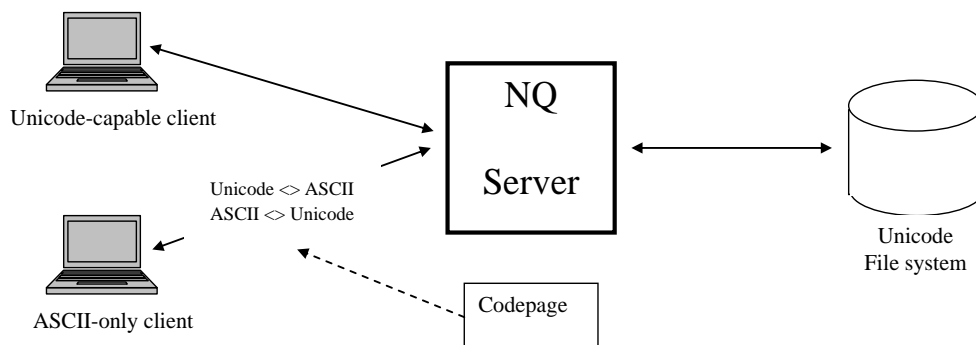 Unicode-capable client
NQ
Server
Unicode <> ASCII
ASCII <> Unicode
Unicode
File system
Codepage
ASCII-only client